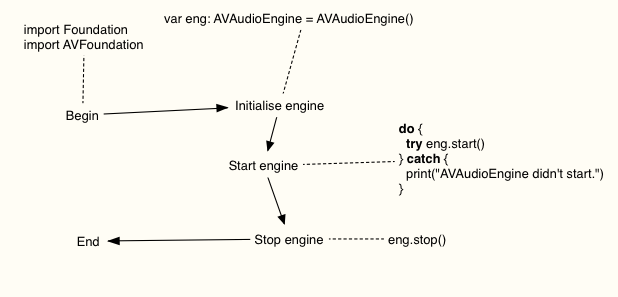 var eng: AVAudioEngine = AVAudioEngine()
import Foundation
import AVFoundation
Begin
Initialise engine
Start engine
do {
try eng.start()
} catch {
print("AVAudioEngine didn't start.")
}
Stop engine
eng.stop()
End